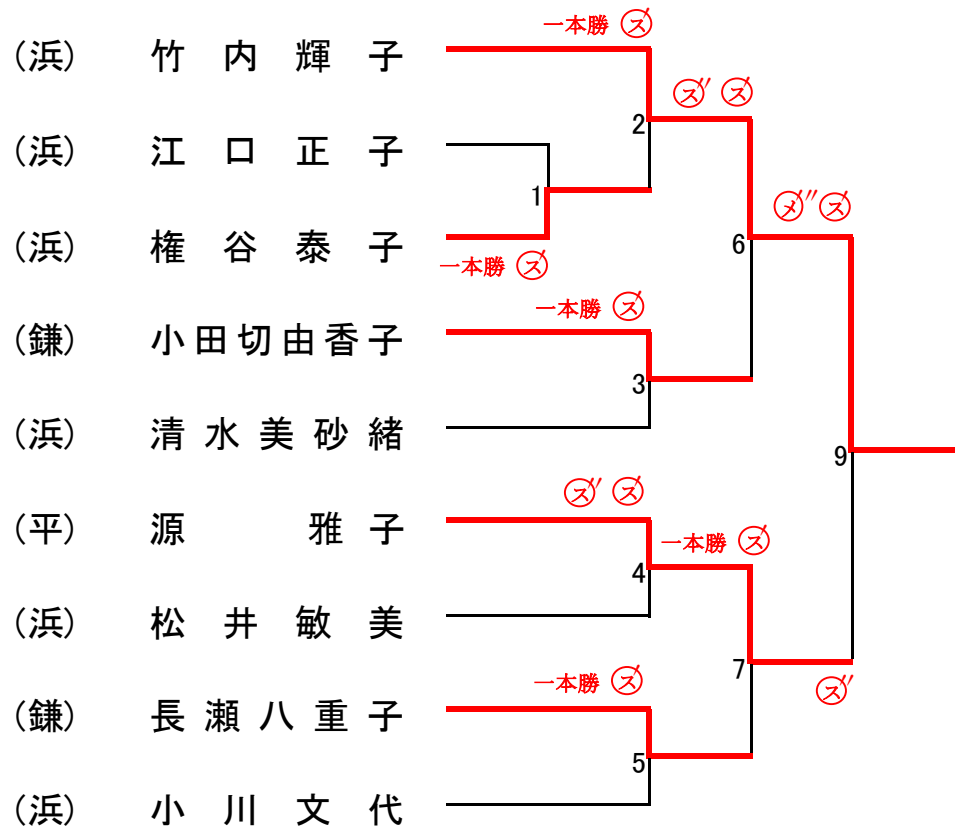 一本勝 ㋜
(浜) 竹内輝子
㋜″ ㋜
2
(浜) 江口正子
1
㋱″ ㋜
(浜) 権谷泰子
6
一本勝 ㋜
一本勝 ㋜
(鎌) 小田切由香子
3
(浜) 清水美砂緒
9
㋜″ ㋜
(平) 源雅子
一本勝 ㋜
4
(浜) 松井敏美
7
一本勝 ㋜
㋜″
(鎌) 長瀬八重子
5
(浜) 小川文代